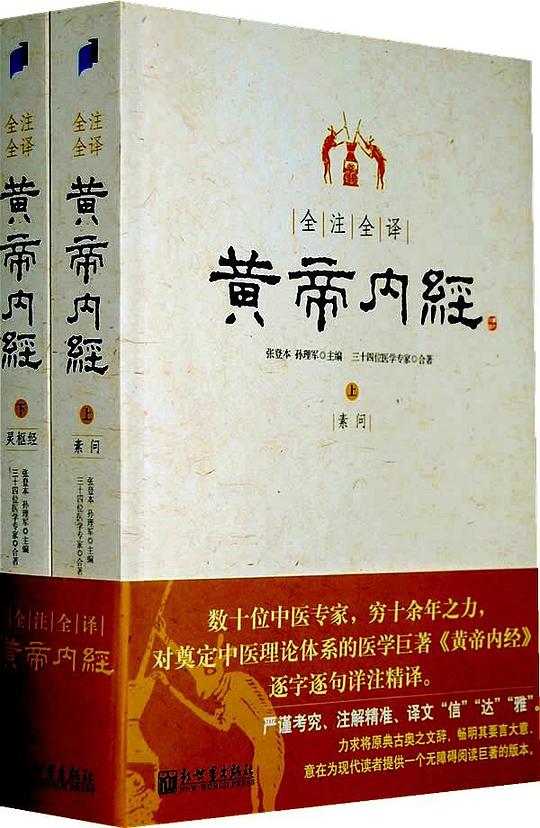 全注
全译
黄帝内經
下
灵枢经
张登本 孙理军 ◎ 主编
三十四位医学专家 ◎ 合著
全注
全译
黄帝内經
上
素问
张登本 孙理军 ◎ 主编
三十四位医学专家 ◎ 合著
全注全译
黄帝内經
张登本 孙理军 ◎ 主编 三十四位医学专家 ◎ 合著
上
素问
全注全译
黄帝内經
数十位中医专家，穷十余年之力，
对奠定中医理论体系的医学巨著《黄帝内经》
逐字逐句详注精译。
严谨考究、注解精准、译文“信”“达”“雅”。
力求将原典古奥之文辞，畅明其要言大意，
意在为现代读者提供一个无障碍阅读巨著的版本。
新世界出版社
NEW WORLD PRESS